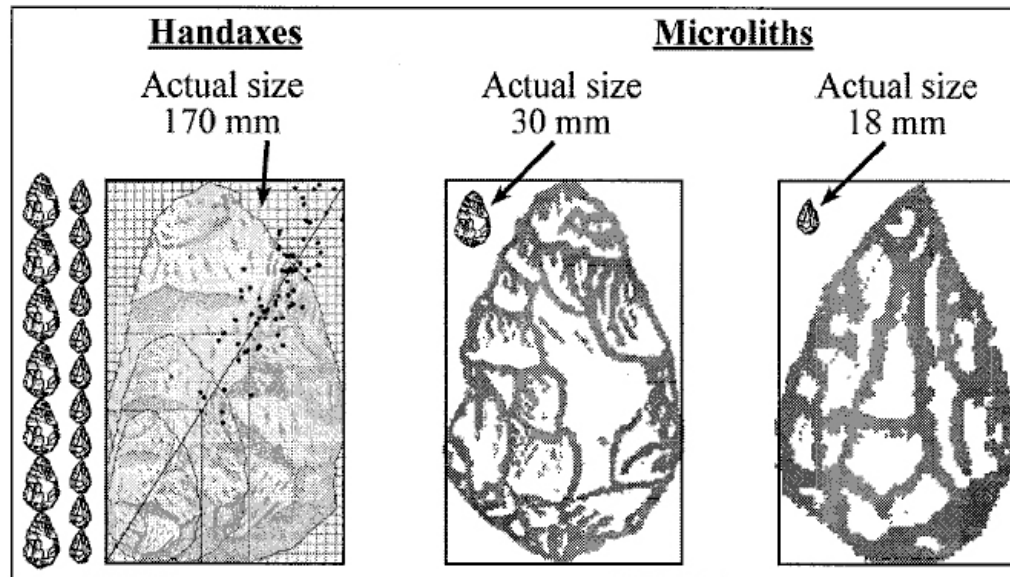 Handaxes
Actual size
170 mm
Microliths
Actual size
30 mm
Actual size
18 mm